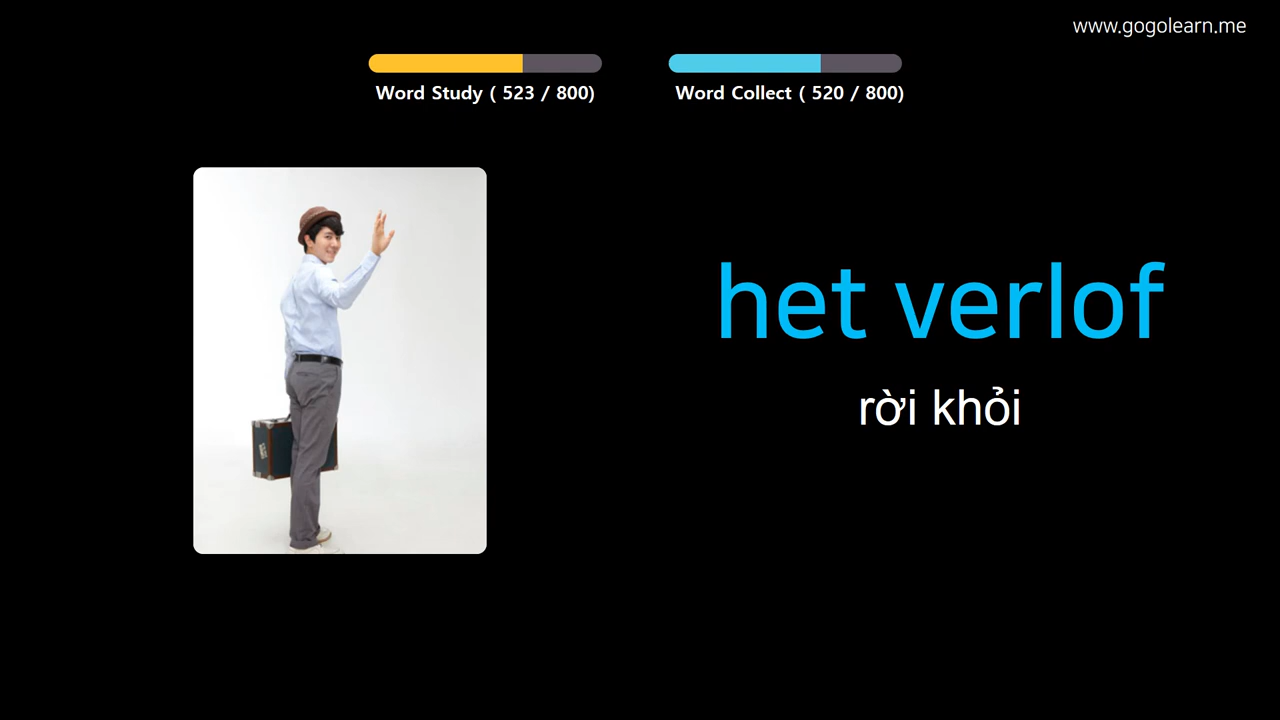 www.gogolearn.me
Word Study ( 523 / 800)
Word Collect ( 520 / 800)
het verlof
rời khỏi